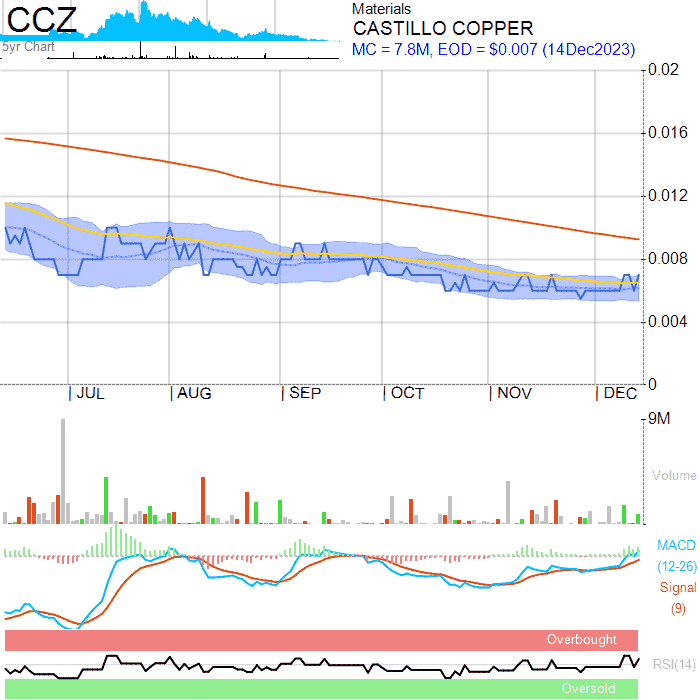 CCZ
5yr Chart
Materials
CASTILLO COPPER
MC = 7.8M, EOD = $0.007 (14Dec2023)
0.02
0.016
0.012
0.008
0.004
0
JUL AUG SEP OCT NOV DEC
9M
Volume
MACD
(12-26)
Signal
(9)
Overbought
RSI(14)
Oversold